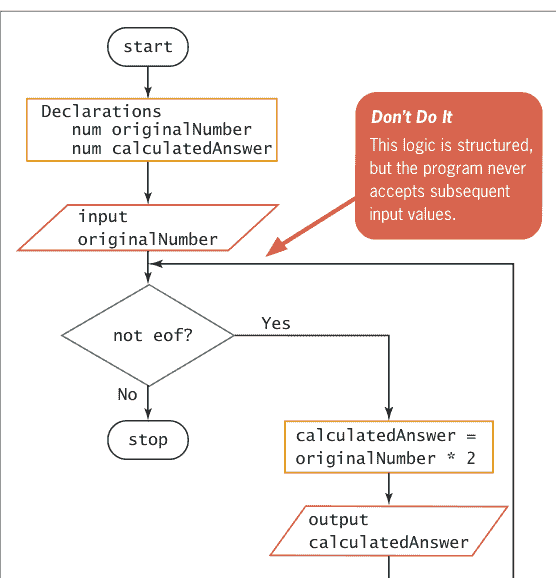 start
Declarations
num originalNumber
num calculatedAnswer
Don't Do It
This logic is structured,
but the program never
accepts subsequent
input values.
input
originalNumber
not eof?
Yes
No
stop
calculatedAnswer =
originalNumber * 2
output
calculatedAnswer